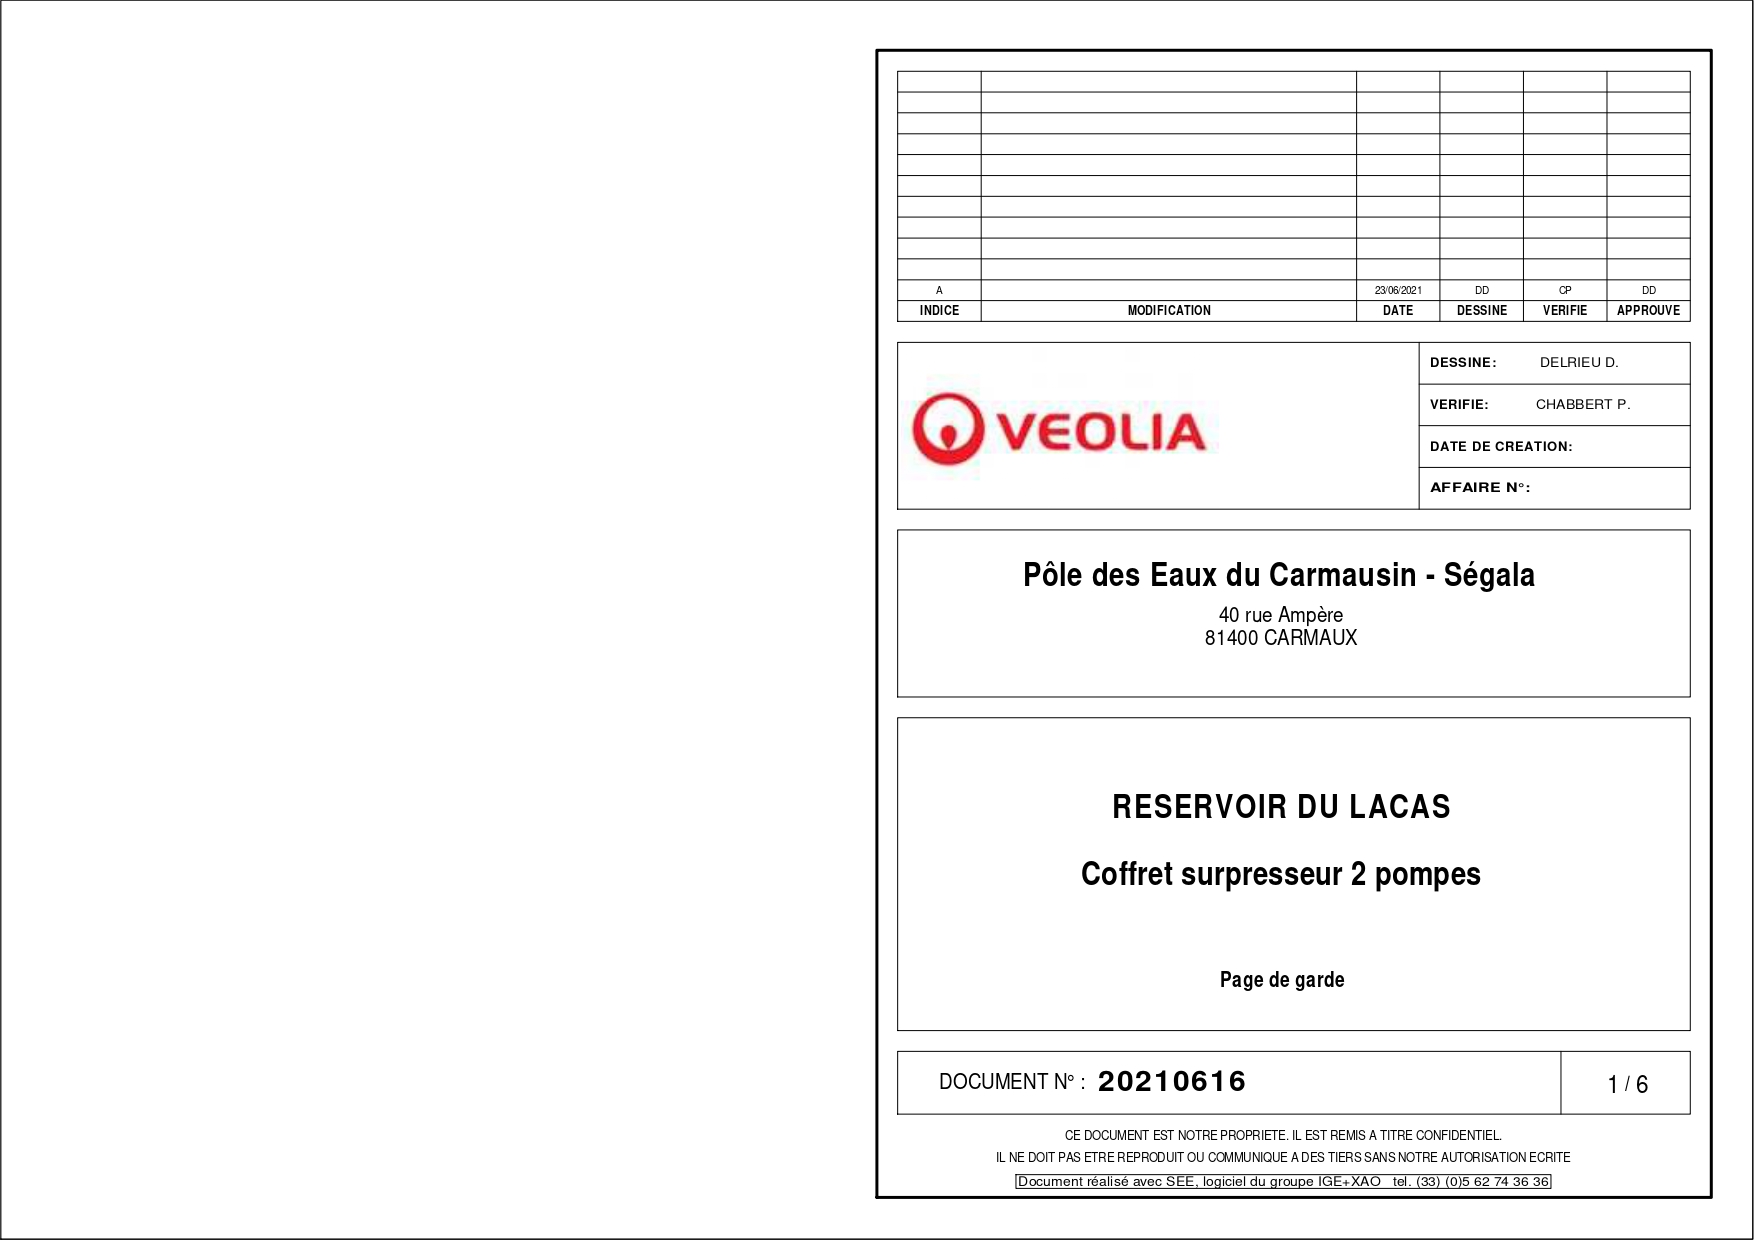 A 23/06/2021 DD CP DD
INDICE MODIFICATION DATE DESSINE VERIFIE APPROUVE
VEOLIA
DESSINE: DELRIEU D.
VERIFIE: CHABBERT P.
DATE DE CREATION:
AFFAIRE N°:
Pôle des Eaux du Carmausin - Ségala
40 rue Ampère
81400 CARMAUX
RESERVOIR DU LACAS
Coffret surpresseur 2 pompes
Page de garde
DOCUMENT N° : 20210616 1 / 6
CE DOCUMENT EST NOTRE PROPRIETE. IL EST REMIS A TITRE CONFIDENTIEL.
IL NE DOIT PAS ETRE REPRODUIT OU COMMUNIQUE A DES TIERS SANS NOTRE AUTORISATION ECRITE
Document réalisé avec SEE, logiciel du groupe IGE+XAO tel. (33) (0)5 62 74 36 36